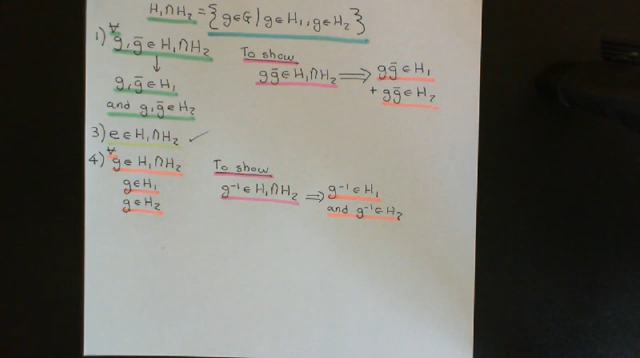 H₁∩H₂ = {g∈G | g∈H₁, g∈H₂}
1) ∀ g, ḡ ∈ H₁∩H₂
↓
g, ḡ ∈ H₁
and g, ḡ ∈ H₂
To show
gḡ ∈ H₁∩H₂ ⟹ gḡ ∈ H₁
+ gḡ ∈ H₂
3) e ∈ H₁∩H₂ ✓
4) ∀ g ∈ H₁∩H₂
g∈H₁
g∈H₂
To show
g⁻¹ ∈ H₁∩H₂ ⟹ g⁻¹∈H₁
and g⁻¹∈H₂